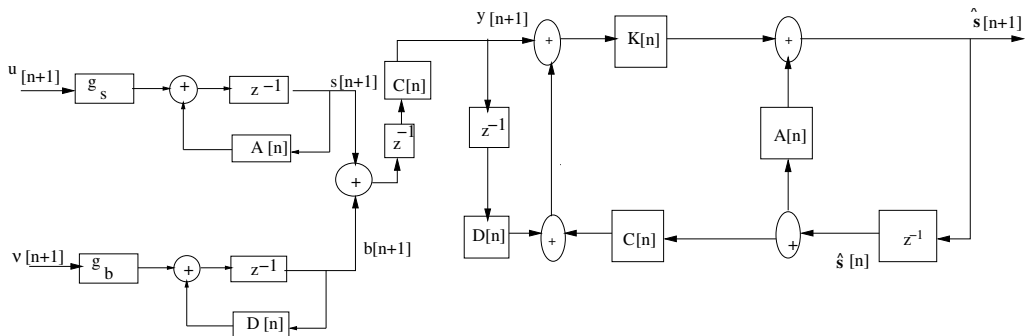 u [n+1]
g s
+
z -1
s[n+1]
A [n]
C[n]
z -1
+
ν [n+1]
g b
+
z -1
b[n+1]
D [n]
y [n+1]
+
K[n]
+
ŝ [n+1]
z -1
A[n]
D[n]
+
C[n]
+
z -1
ŝ [n]